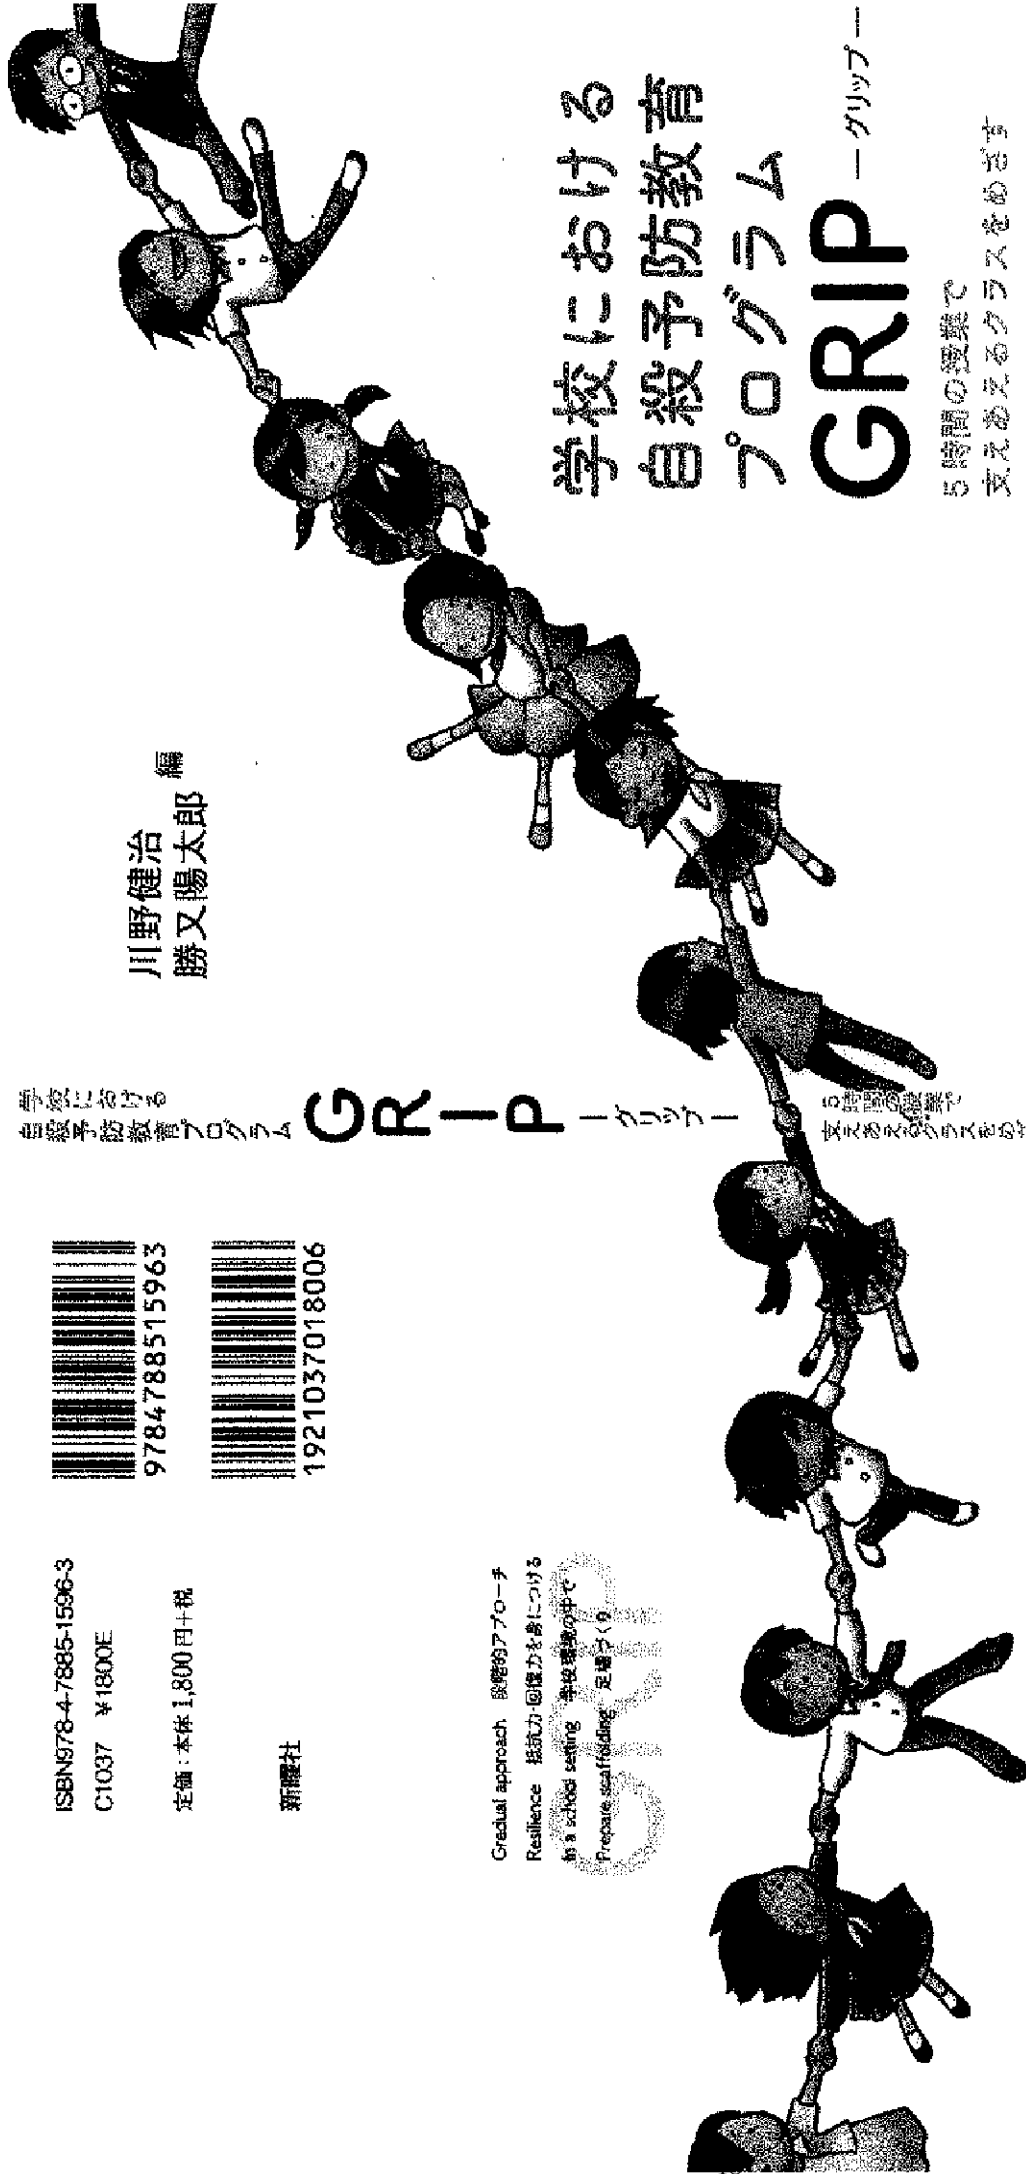 学校における
自殺予防教育
プログラム
GRIP ―グリップ―
5時間の授業で
支えあえるクラスをめざす
川野健治
勝又陽太郎 編
学校における
自殺予防教育プログラム
GRIP
―グリップ―
5時間の授業で
支えあえるクラスをめざ
9784788515963
1921037018006
ISBN978-4-7885-1596-3
C1037 ¥1800E
定価:本体1,800円+税
新曜社
Gradual approach 段階的アプローチ
Resilience 抵抗力・回復力を身につける
in a school setting 学校環境の中で
Prepare scaffolding 足場づくり
GRIP